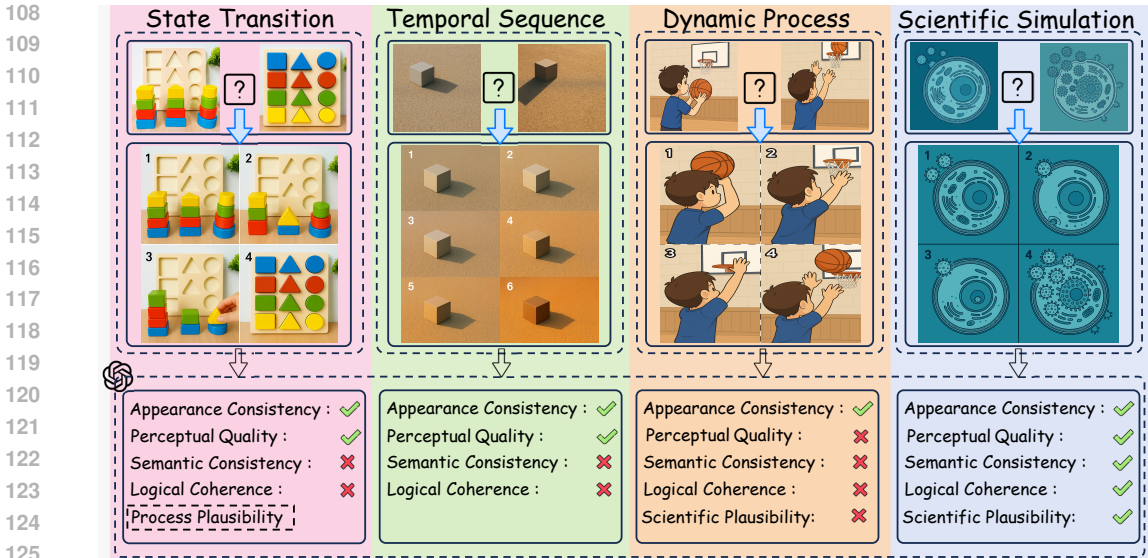 108
109
110
111
112
113
114
115
116
117
118
119
120
121
122
123
124
125
State Transition
?
1
2
3
4
Appearance Consistency :
Perceptual Quality :
Semantic Consistency :
Logical Coherence :
Process Plausibility
Temporal Sequence
?
1
2
3
4
5
6
Appearance Consistency :
Perceptual Quality :
Semantic Consistency :
Logical Coherence :
Dynamic Process
?
1
2
3
4
Appearance Consistency :
Perceptual Quality :
Semantic Consistency :
Logical Coherence :
Scientific Plausibility:
Scientific Simulation
?
1
2
3
4
Appearance Consistency :
Perceptual Quality :
Semantic Consistency :
Logical Coherence :
Scientific Plausibility: